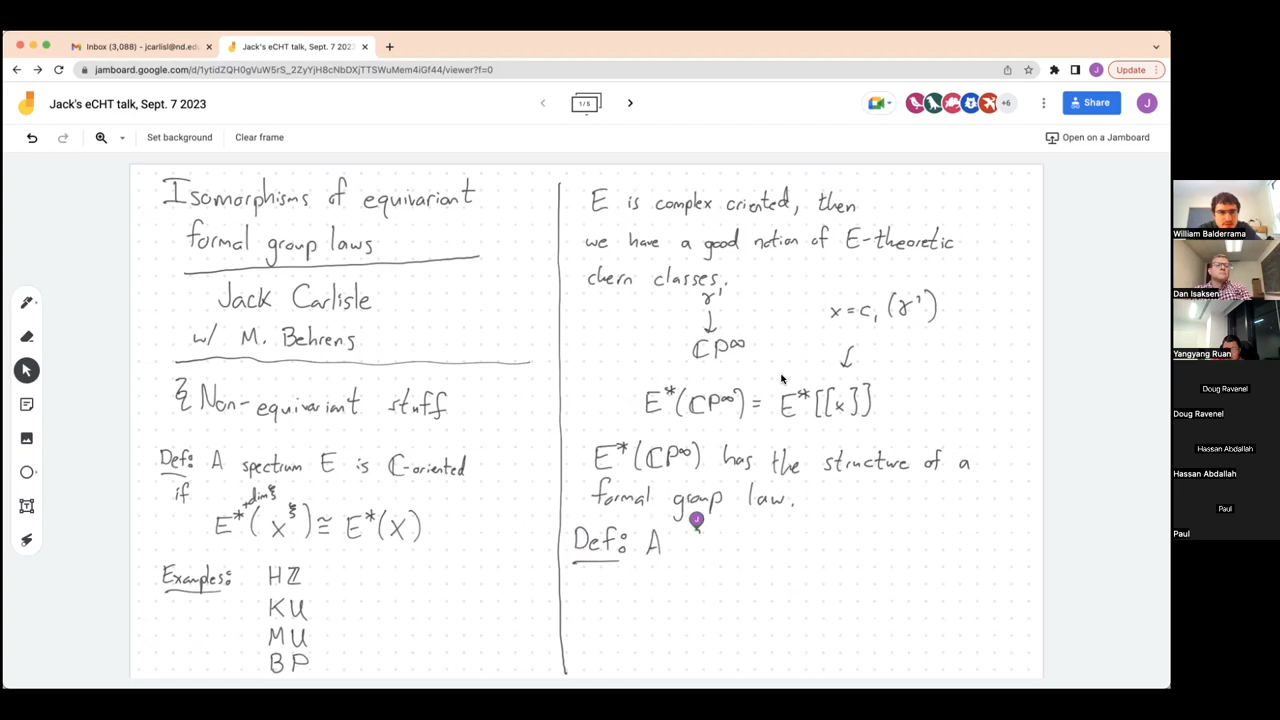 Inbox (3,088) - jcarlisl@nd.ed
Jack's eCHT talk, Sept. 7 202
jamboard.google.com/d/1ytidZQH0gVuW5rS_2ZyYjH8cNbDXjTTSWuMem4iGf44/viewer?f=0
Update
Jack's eCHT talk, Sept. 7 2023
1/5
+6
Share
J
Set background
Clear frame
Open on a Jamboard
Isomorphisms of equivariant
formal group laws
Jack Carlisle
w/ M. Behrens
§ Non-equivariant stuff
Def: A spectrum E is ℂ-oriented
if
E*+dim ξ(X^ξ) ≅ E*(X)
Examples: Hℤ
KU
MU
BP
E is complex oriented, then
we have a good notion of E-theoretic
chern classes.
γ¹
↓
ℂP∞
x = c₁(γ¹)
↓
E*(ℂP∞) = E*[[x]]
E*(ℂP∞) has the structure of a
formal group law.
J
Def: A
William Balderrama
Dan Isaksen
Yangyang Ruan
Doug Ravenel
Doug Ravenel
Hassan Abdallah
Hassan Abdallah
Paul
Paul